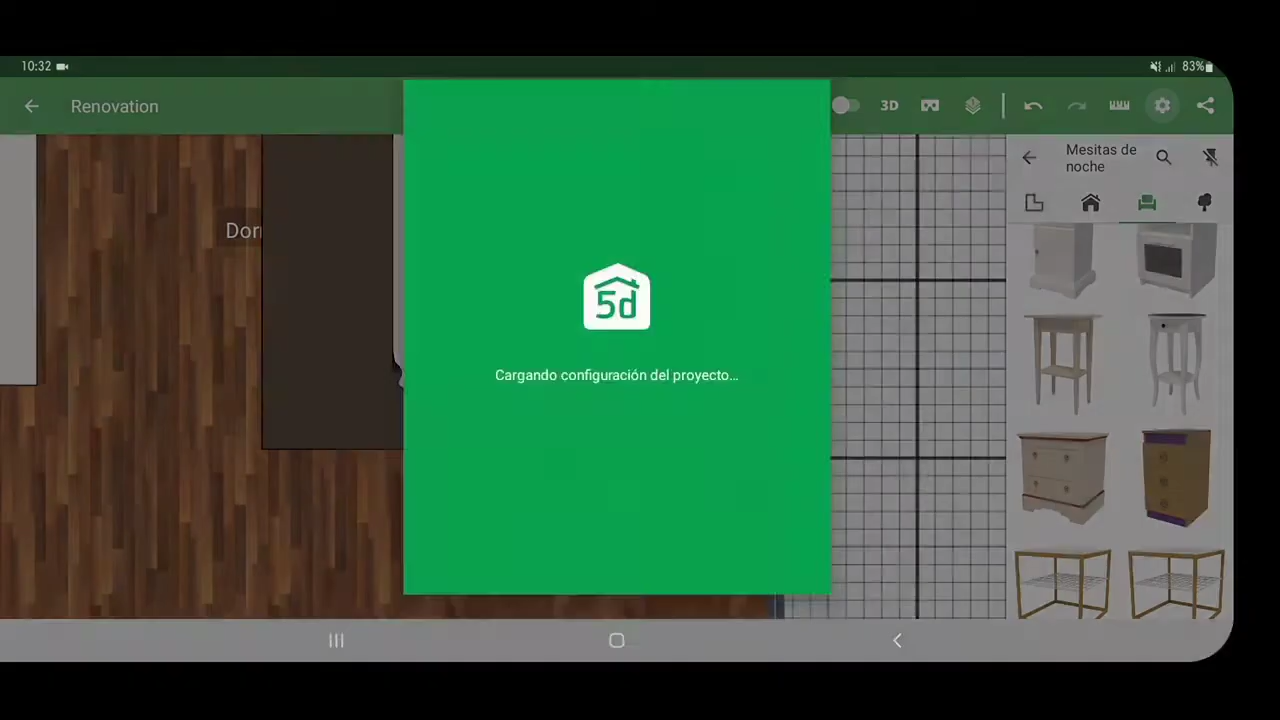 10:32
83%
Renovation
3D
Mesitas de
noche
Dor
5d
Cargando configuración del proyecto...